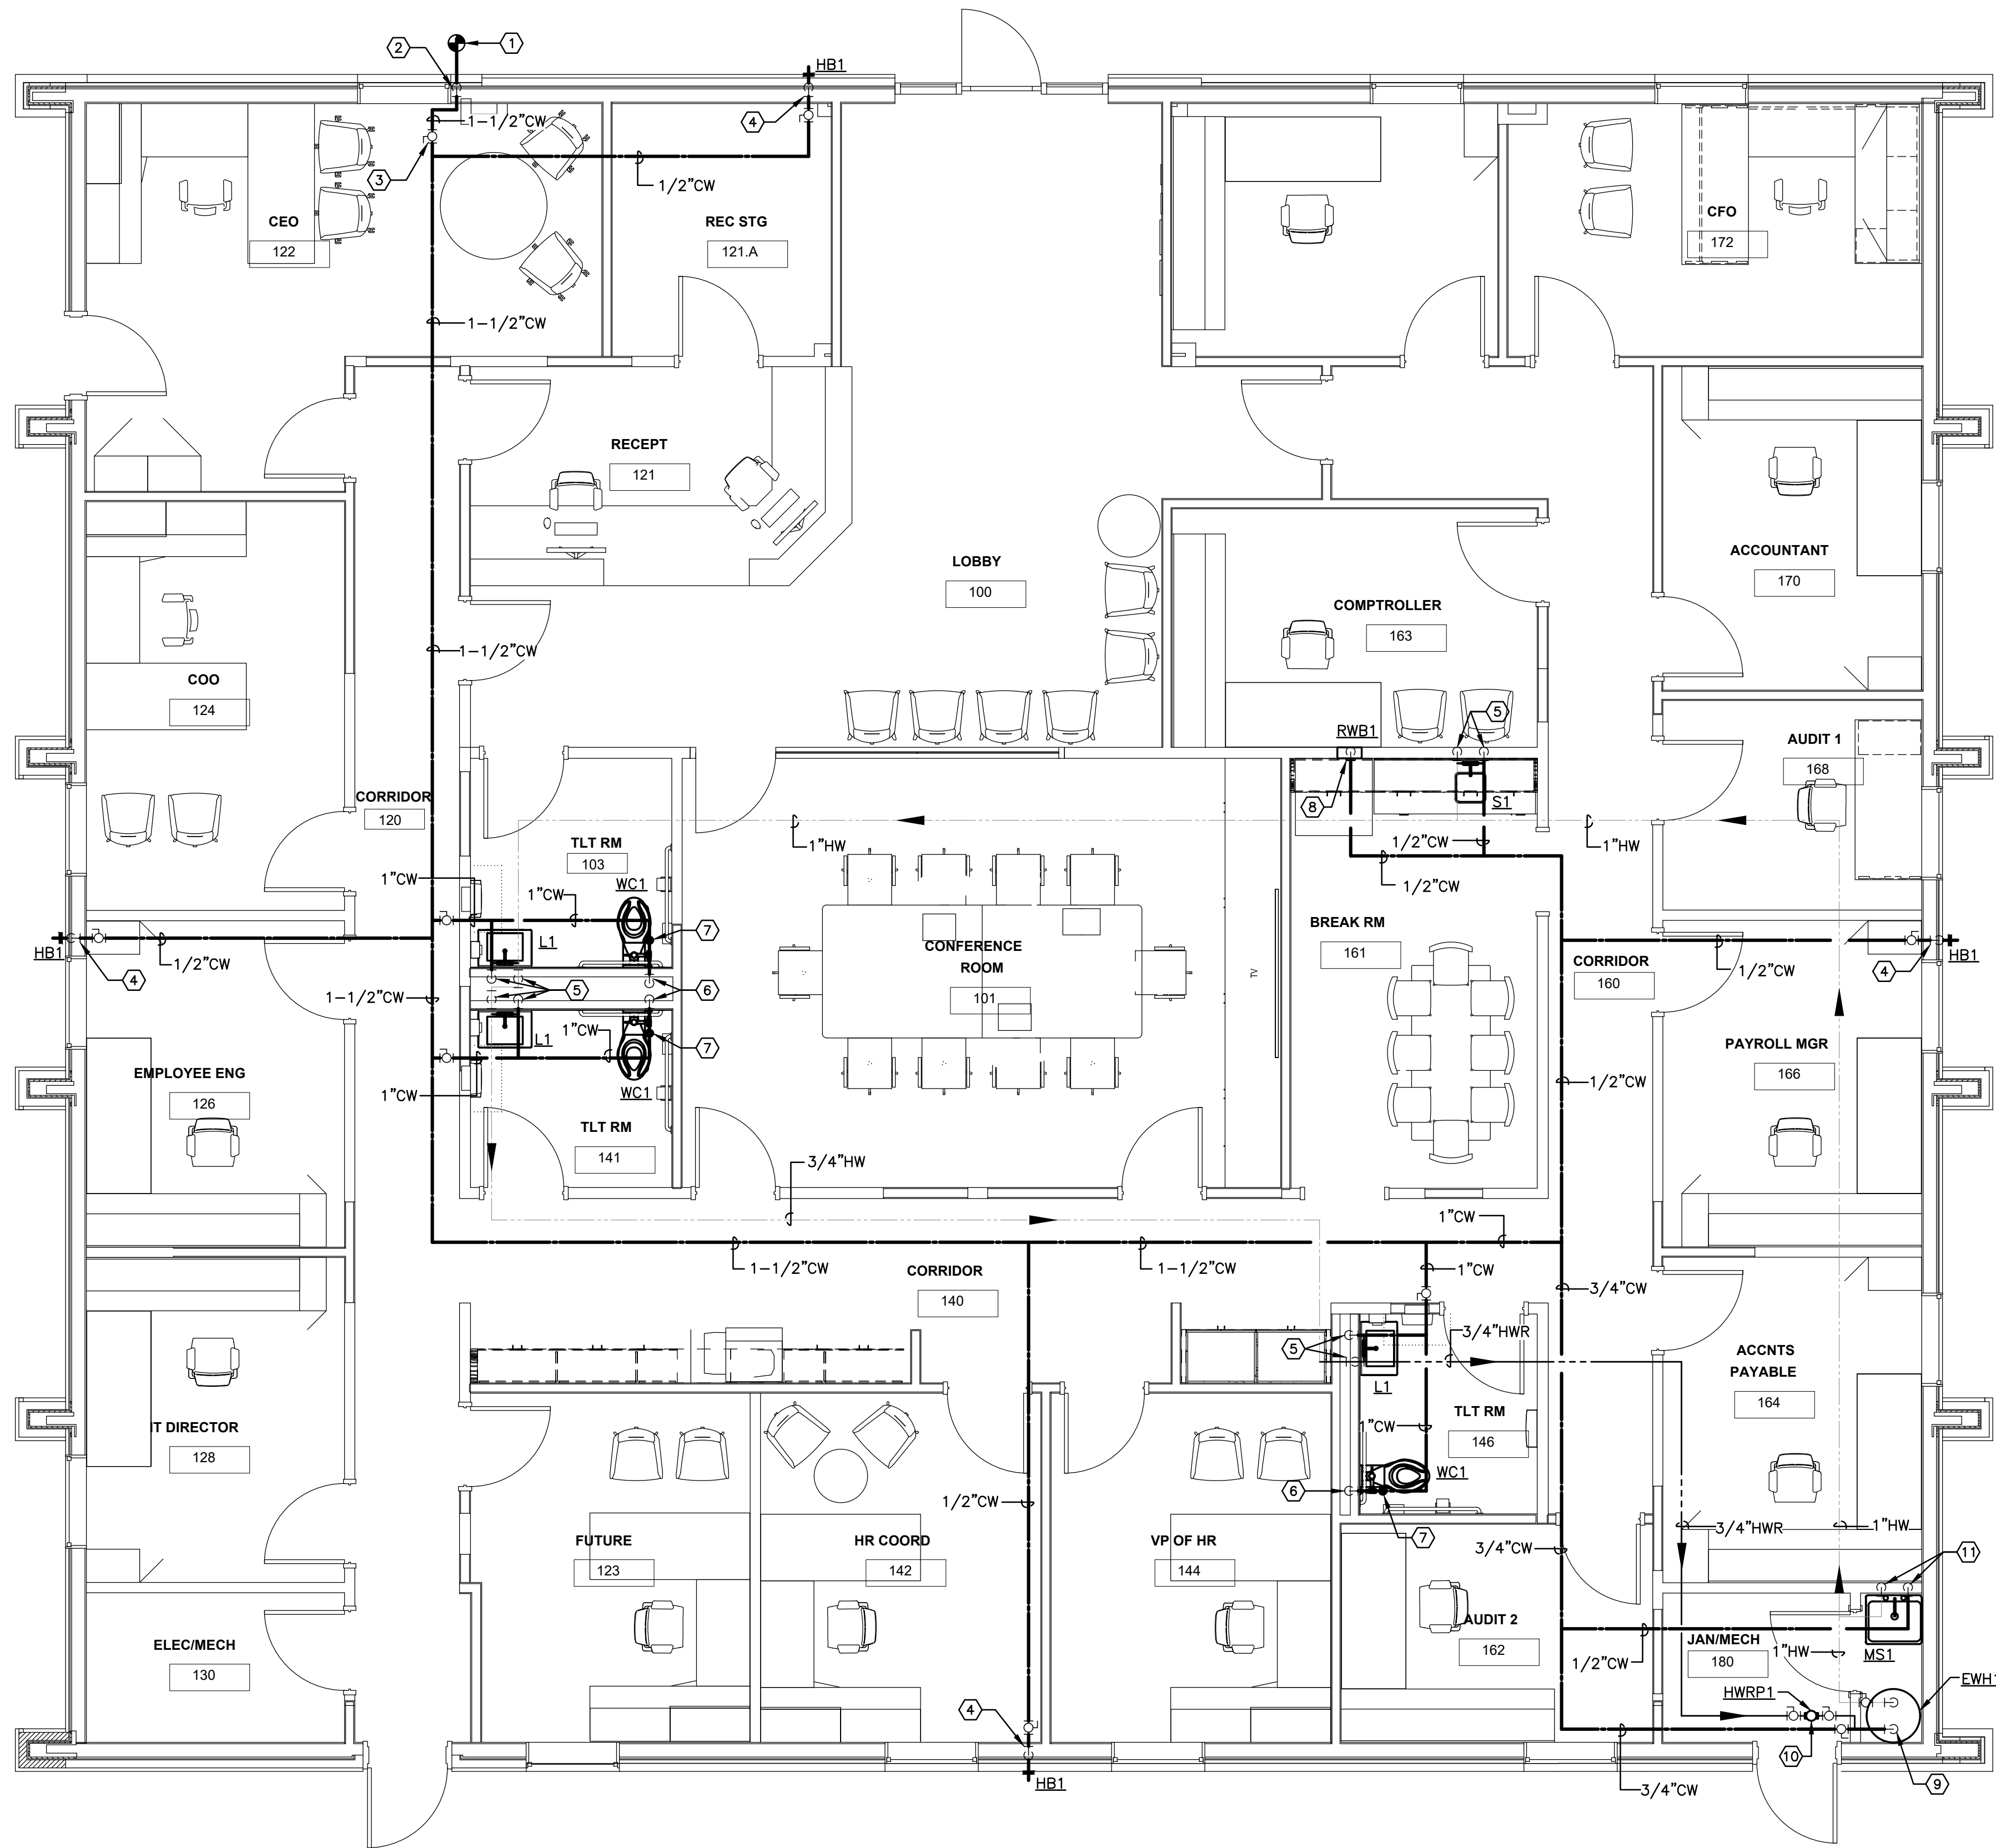 2
1
HB1
4
1-1/2"CW
3
1/2"CW
CEO
122
REC STG
121.A
CFO
172
1-1/2"CW
RECEPT
121
LOBBY
100
ACCOUNTANT
170
COMPTROLLER
163
1-1/2"CW
COO
124
RWB1
5
AUDIT 1
168
CORRIDOR
120
8
S1
TLT RM
103
1"HW
1/2"CW
1"HW
1"CW
1"CW
WC1
1/2"CW
BREAK RM
161
7
L1
CONFERENCE
ROOM
101
TV
HB1
4
1/2"CW
1/2"CW
CORRIDOR
160
4
HB1
5
6
1-1/2"CW
L1
1"CW
7
PAYROLL MGR
166
EMPLOYEE ENG
126
1"CW
WC1
1/2"CW
TLT RM
141
3/4"HW
1"CW
1-1/2"CW
CORRIDOR
140
1-1/2"CW
1"CW
3/4"CW
5
3/4"HWR
L1
ACCNTS
PAYABLE
164
1"CW
TLT RM
146
IT DIRECTOR
128
WC1
6
1/2"CW
7
3/4"HWR
1"HW
FUTURE
123
HR COORD
142
VP OF HR
144
3/4"CW
11
AUDIT 2
162
ELEC/MECH
130
JAN/MECH
180
1"HW
MS1
1/2"CW
HWRP1
EWH1
4
10
9
HB1
3/4"CW